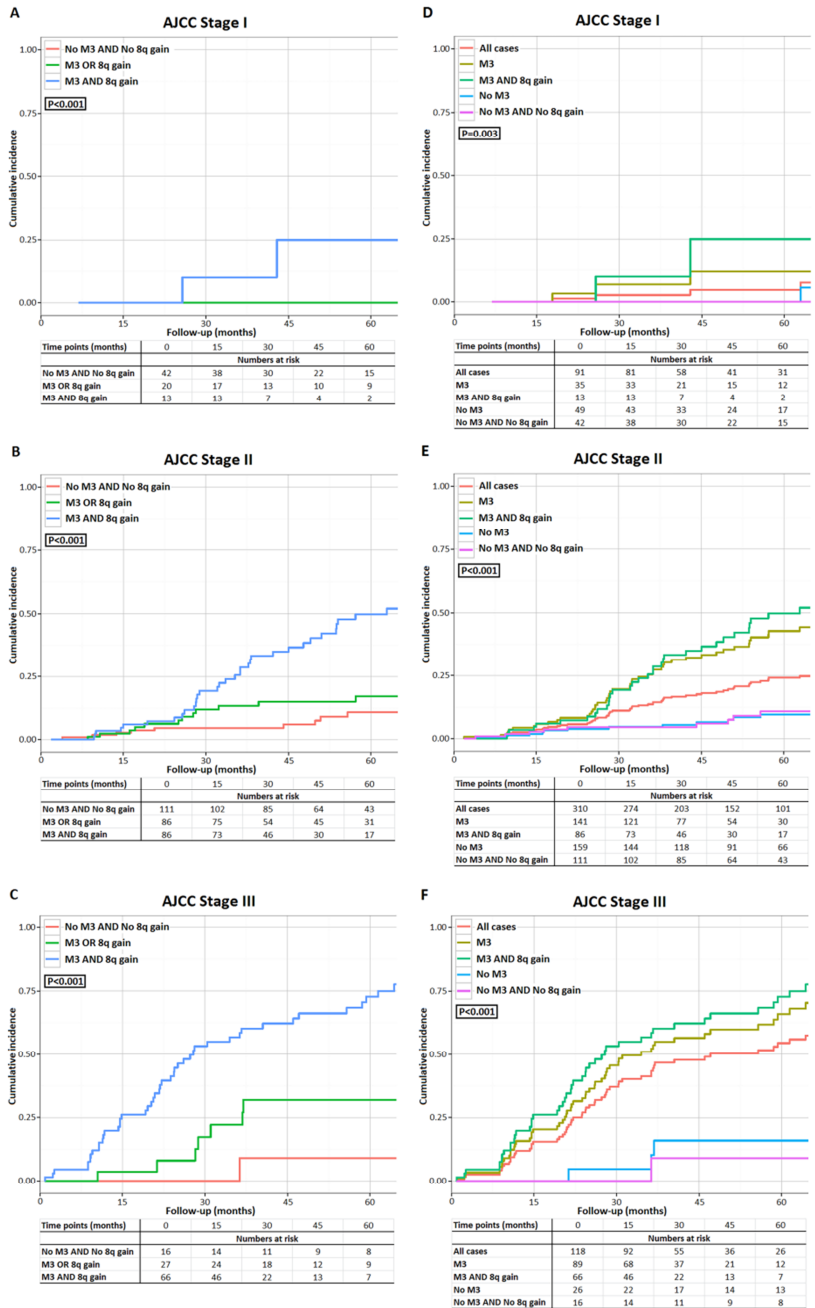 A
AJCC Stage I
No M3 AND No 8q gain
M3 OR 8q gain
M3 AND 8q gain
P<0.001
Cumulative incidence
1.00
0.75
0.50
0.25
0.00
0 15 30 45 60
Follow-up (months)
Time points (months) 0 15 30 45 60
Numbers at risk
No M3 AND No 8q gain 42 38 30 22 15
M3 OR 8q gain 20 17 13 10 9
M3 AND 8q gain 13 13 7 4 2
D
AJCC Stage I
All cases
M3
M3 AND 8q gain
No M3
No M3 AND No 8q gain
P=0.003
Cumulative incidence
1.00
0.75
0.50
0.25
0.00
0 15 30 45 60
Follow-up (months)
Time points (months) 0 15 30 45 60
Numbers at risk
All cases 91 81 58 41 31
M3 35 33 21 15 12
M3 AND 8q gain 13 13 7 4 2
No M3 49 43 33 24 17
No M3 AND No 8q gain 42 38 30 22 15
B
AJCC Stage II
No M3 AND No 8q gain
M3 OR 8q gain
M3 AND 8q gain
P<0.001
Cumulative incidence
1.00
0.75
0.50
0.25
0.00
0 15 30 45 60
Follow-up (months)
Time points (months) 0 15 30 45 60
Numbers at risk
No M3 AND No 8q gain 111 102 85 64 43
M3 OR 8q gain 86 75 54 45 31
M3 AND 8q gain 86 73 46 30 17
E
AJCC Stage II
All cases
M3
M3 AND 8q gain
No M3
No M3 AND No 8q gain
P<0.001
Cumulative incidence
1.00
0.75
0.50
0.25
0.00
0 15 30 45 60
Follow-up (months)
Time points (months) 0 15 30 45 60
Numbers at risk
All cases 310 274 203 152 101
M3 141 121 77 54 30
M3 AND 8q gain 86 73 46 30 17
No M3 159 144 118 91 66
No M3 AND No 8q gain 111 102 85 64 43
C
AJCC Stage III
No M3 AND No 8q gain
M3 OR 8q gain
M3 AND 8q gain
P<0.001
Cumulative incidence
1.00
0.75
0.50
0.25
0.00
0 15 30 45 60
Follow-up (months)
Time points (months) 0 15 30 45 60
Numbers at risk
No M3 AND No 8q gain 16 14 11 9 8
M3 OR 8q gain 27 24 18 12 9
M3 AND 8q gain 66 46 22 13 7
F
AJCC Stage III
All cases
M3
M3 AND 8q gain
No M3
No M3 AND No 8q gain
P<0.001
Cumulative incidence
1.00
0.75
0.50
0.25
0.00
0 15 30 45 60
Follow-up (months)
Time points (months) 0 15 30 45 60
Numbers at risk
All cases 118 92 55 36 26
M3 89 68 37 21 12
M3 AND 8q gain 66 46 22 13 7
No M3 26 22 17 14 13
No M3 AND No 8q gain 16 14 11 9 8